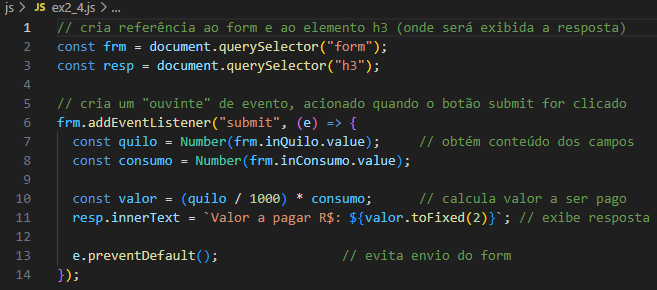 js > JS ex2_4.js > ...
1 // cria referência ao form e ao elemento h3 (onde será exibida a resposta)
2 const frm = document.querySelector("form");
3 const resp = document.querySelector("h3");
4
5 // cria um "ouvinte" de evento, acionado quando o botão submit for clicado
6 frm.addEventListener("submit", (e) => {
7   const quilo = Number(frm.inQuilo.value);     // obtém conteúdo dos campos
8   const consumo = Number(frm.inConsumo.value);
9
10   const valor = (quilo / 1000) * consumo;      // calcula valor a ser pago
11   resp.innerText = `Valor a pagar R$: ${valor.toFixed(2)}`; // exibe resposta
12
13   e.preventDefault();                // evita envio do form
14 });